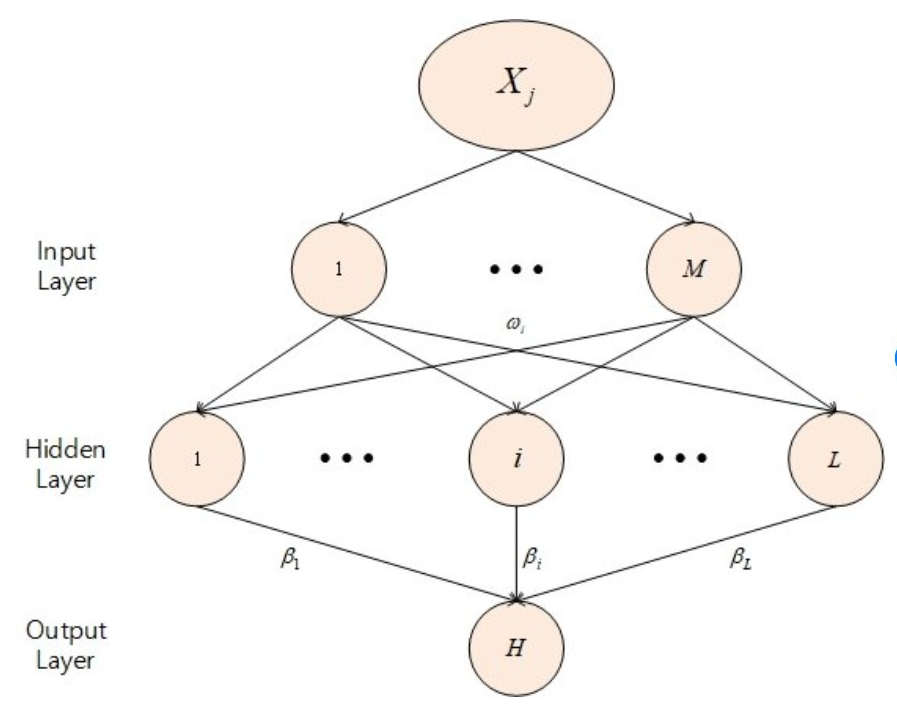 X_j
Input
Layer
1
•••
M
ω_i
Hidden
Layer
1
•••
i
•••
L
β_1
β_i
β_L
Output
Layer
H